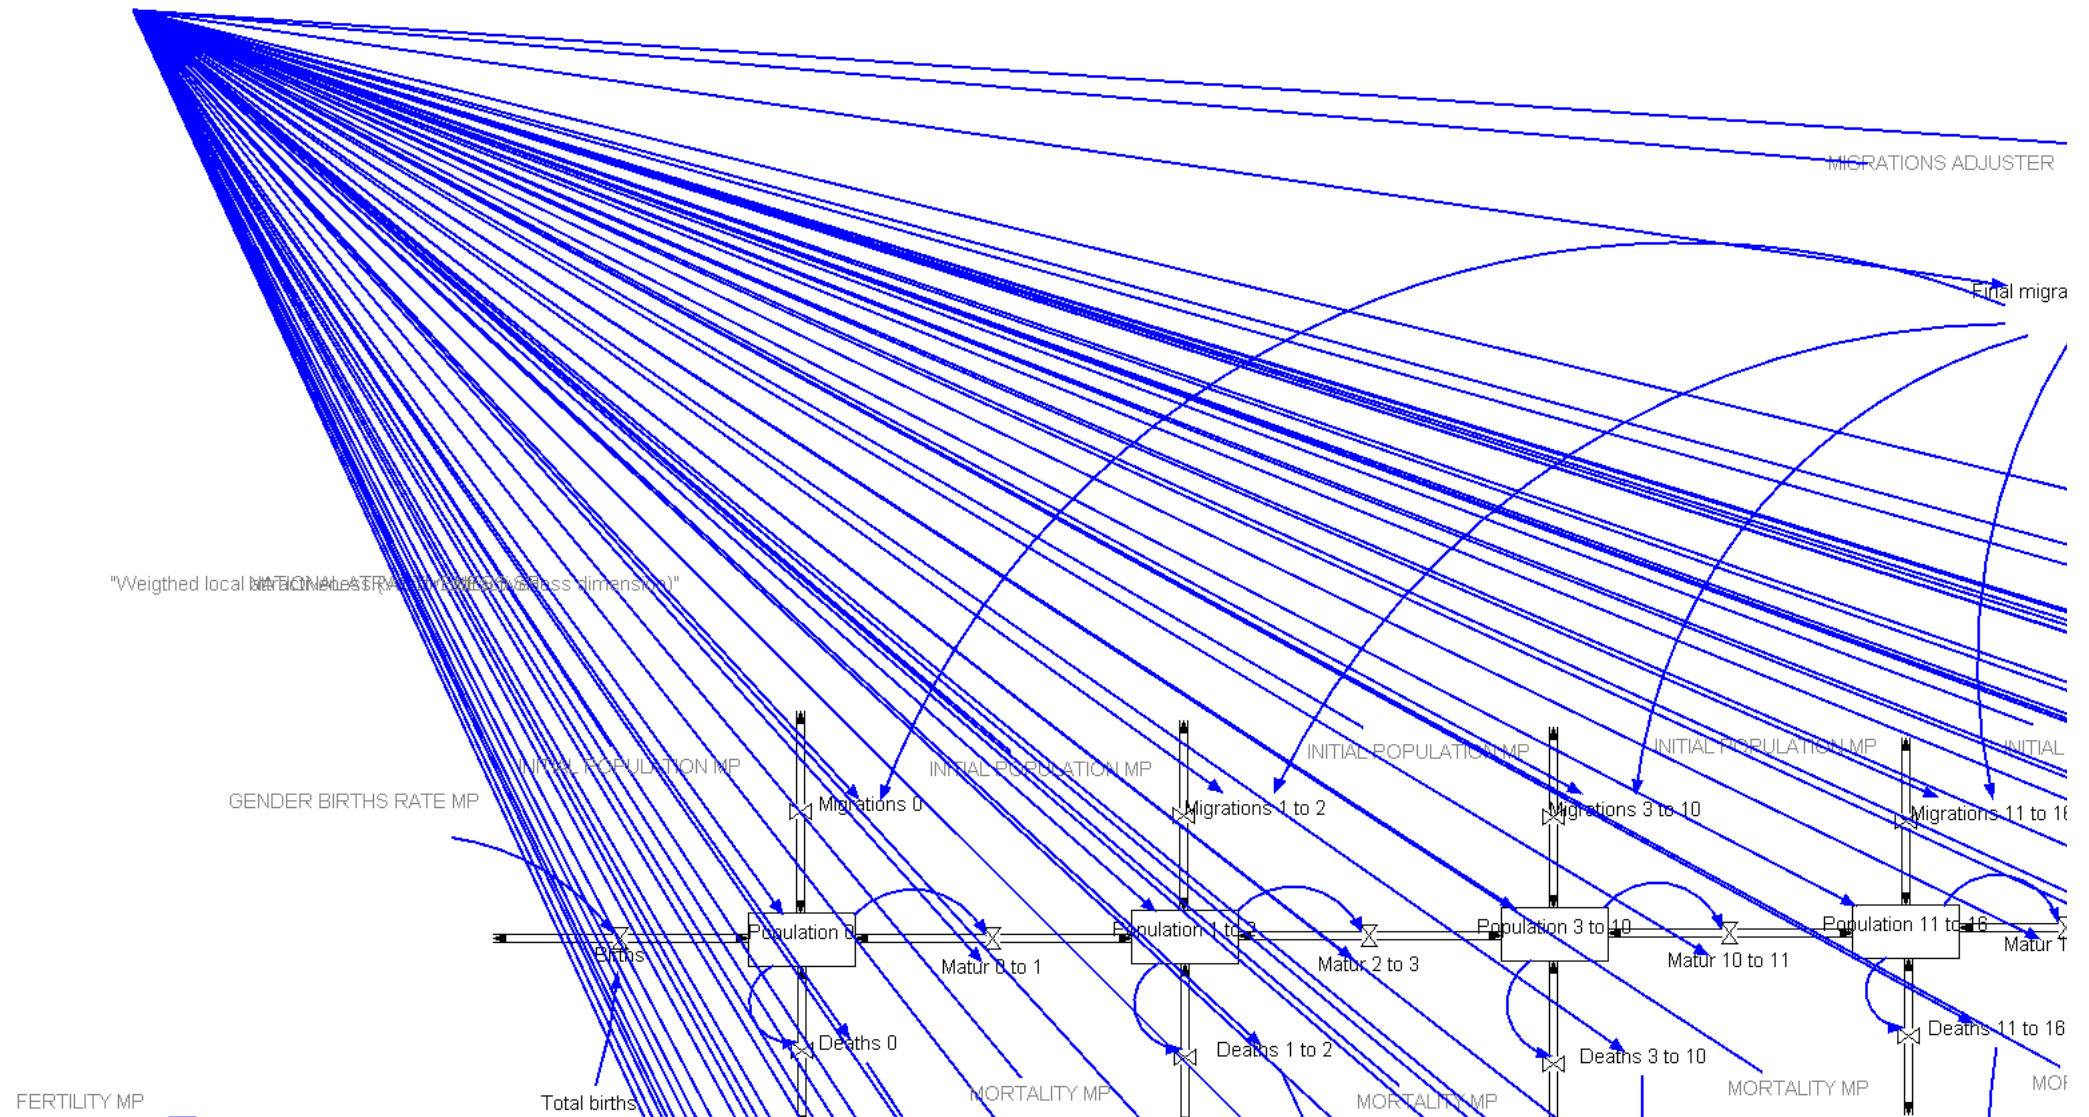 MIGRATIONS ADJUSTER
Final migra
"Weigthed local
dimension)"
INITIAL POPULATION MP
INITIAL POPULATION MP
INITIAL POPULATION MP
INITIAL POPULATION MP
INITIAL
GENDER BIRTHS RATE MP
Migrations 0
Migrations 1 to 2
Migrations 3 to 10
Migrations 11 to 16
Population 0
Population 1 to 2
Population 3 to 10
Population 11 to 16
Births
Matur 0 to 1
Matur 2 to 3
Matur 10 to 11
Matur 1
Deaths 0
Deaths 1 to 2
Deaths 3 to 10
Deaths 11 to 16
FERTILITY MP
Total births
MORTALITY MP
MORTALITY MP
MORTALITY MP
MOR